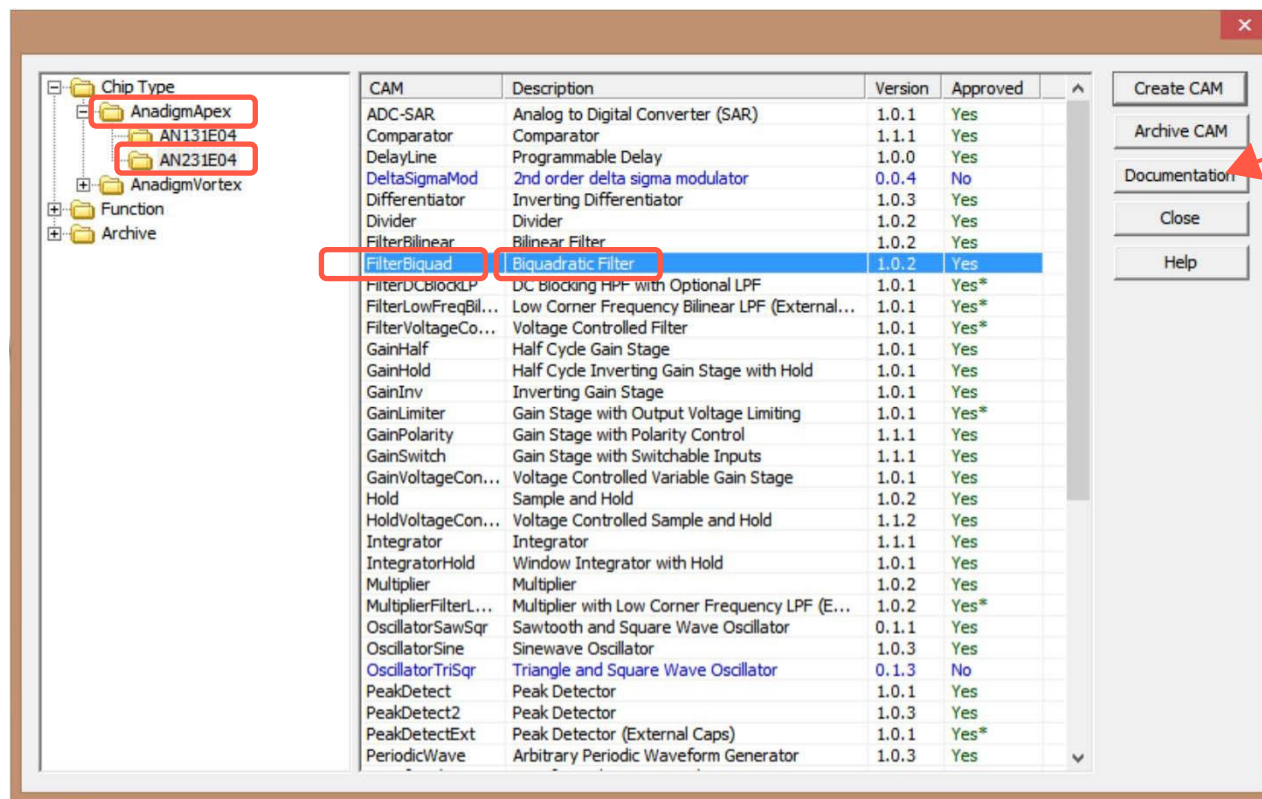 Chip Type
AnadigmApex
AN131E04
AN231E04
AnadigmVortex
Function
Archive
CAM Description Version Approved
ADC-SAR Analog to Digital Converter (SAR) 1.0.1 Yes
Comparator Comparator 1.1.1 Yes
DelayLine Programmable Delay 1.0.0 Yes
DeltaSigmaMod 2nd order delta sigma modulator 0.0.4 No
Differentiator Inverting Differentiator 1.0.3 Yes
Divider Divider 1.0.2 Yes
FilterBilinear Bilinear Filter 1.0.2 Yes
FilterBiquad Biquadratic Filter 1.0.2 Yes
FilterDCBlockLP DC Blocking HPF with Optional LPF 1.0.1 Yes*
FilterLowFreqBil... Low Corner Frequency Bilinear LPF (External... 1.0.1 Yes*
FilterVoltageCo... Voltage Controlled Filter 1.0.1 Yes*
GainHalf Half Cycle Gain Stage 1.0.1 Yes
GainHold Half Cycle Inverting Gain Stage with Hold 1.0.1 Yes
GainInv Inverting Gain Stage 1.0.1 Yes
GainLimiter Gain Stage with Output Voltage Limiting 1.0.1 Yes*
GainPolarity Gain Stage with Polarity Control 1.1.1 Yes
GainSwitch Gain Stage with Switchable Inputs 1.1.1 Yes
GainVoltageCon... Voltage Controlled Variable Gain Stage 1.0.1 Yes
Hold Sample and Hold 1.0.2 Yes
HoldVoltageCon... Voltage Controlled Sample and Hold 1.1.2 Yes
Integrator Integrator 1.1.1 Yes
IntegratorHold Window Integrator with Hold 1.0.1 Yes
Multiplier Multiplier 1.0.2 Yes
MultiplierFilterL... Multiplier with Low Corner Frequency LPF (E... 1.0.2 Yes*
OscillatorSawSqr Sawtooth and Square Wave Oscillator 0.1.1 Yes
OscillatorSine Sinewave Oscillator 1.0.3 Yes
OscillatorTriSqr Triangle and Square Wave Oscillator 0.1.3 No
PeakDetect Peak Detector 1.0.1 Yes
PeakDetect2 Peak Detector 1.0.3 Yes
PeakDetectExt Peak Detector (External Caps) 1.0.1 Yes*
PeriodicWave Arbitrary Periodic Waveform Generator 1.0.3 Yes
Create CAM
Archive CAM
Documentation
Close
Help